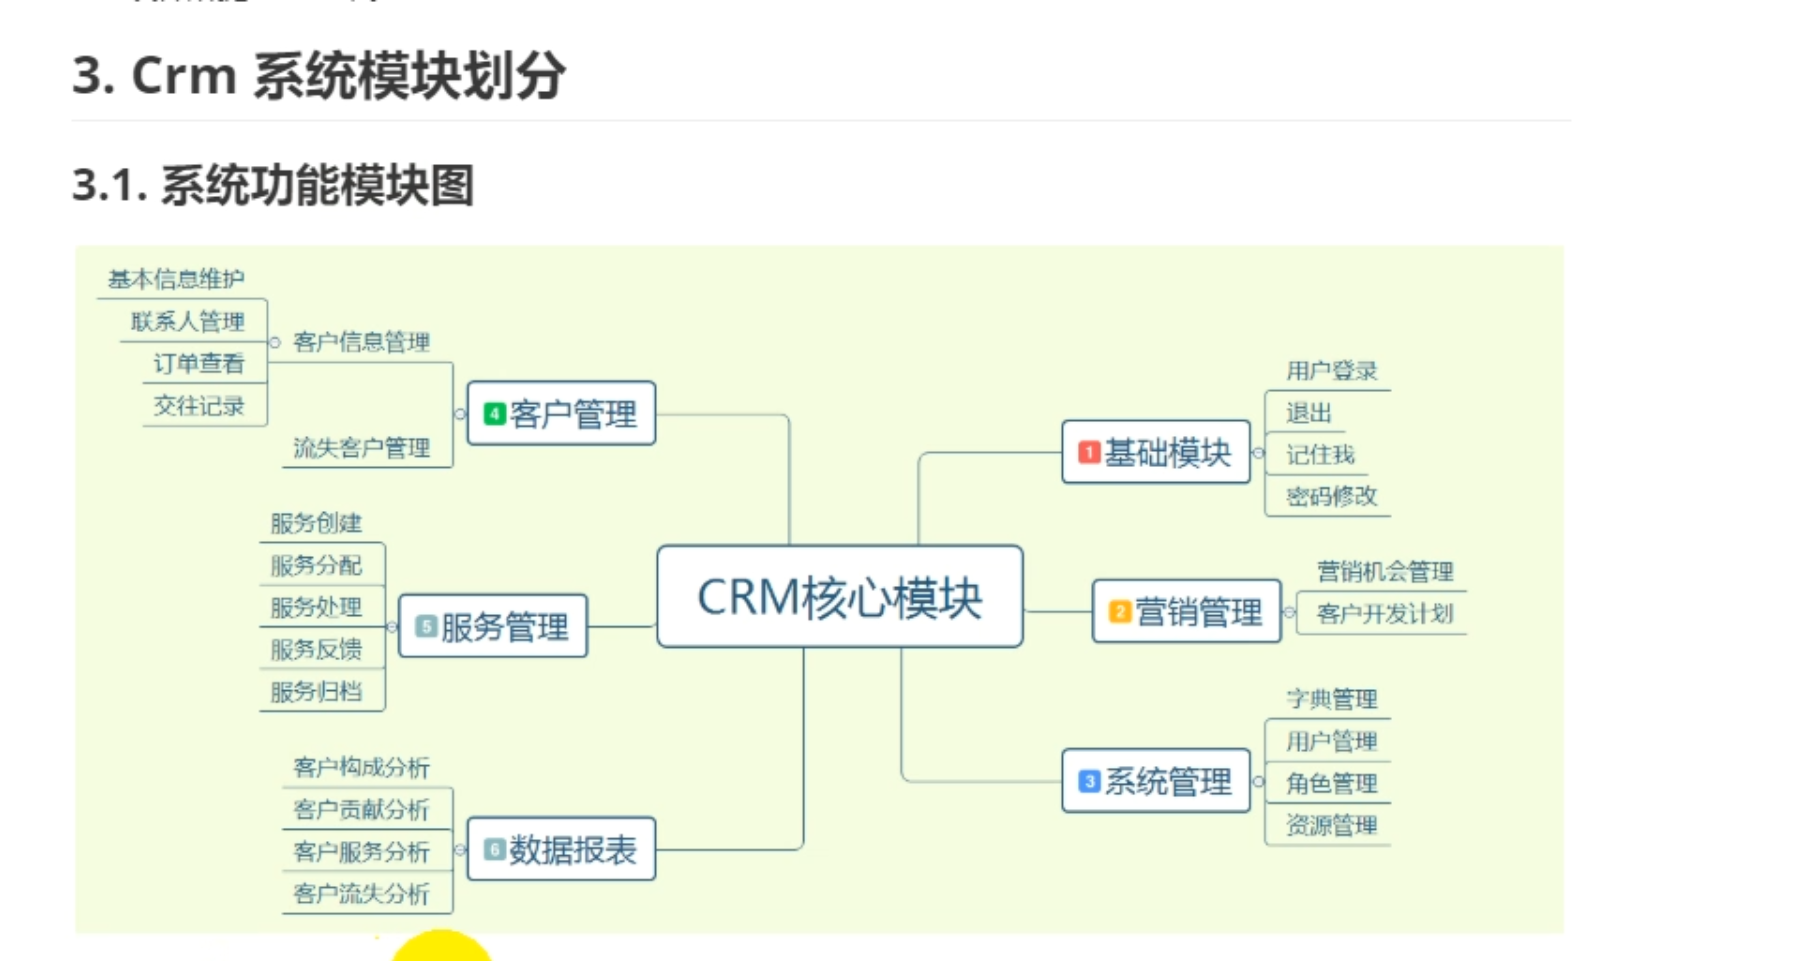 3. Crm 系统模块划分
3.1. 系统功能模块图
基本信息维护
联系人管理
订单查看
交往记录
客户信息管理
流失客户管理
4 客户管理
服务创建
服务分配
服务处理
服务反馈
服务归档
5 服务管理
客户构成分析
客户贡献分析
客户服务分析
客户流失分析
6 数据报表
CRM核心模块
1 基础模块
用户登录
退出
记住我
密码修改
2 营销管理
营销机会管理
客户开发计划
3 系统管理
字典管理
用户管理
角色管理
资源管理